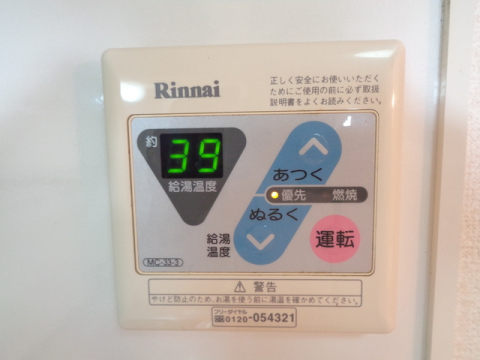 Rinnai
正しく安全にお使いいただく
ためにご使用の前に必ず取扱
説明書をよくお読みください。
約
39
給湯温度
あつく
優先 燃焼
ぬるく
給湯
温度
運転
MC-33-3
⚠ 警告
やけど防止のため、お湯を使う前に湯温を確かめてください。
フリーダイヤル
0120-054321